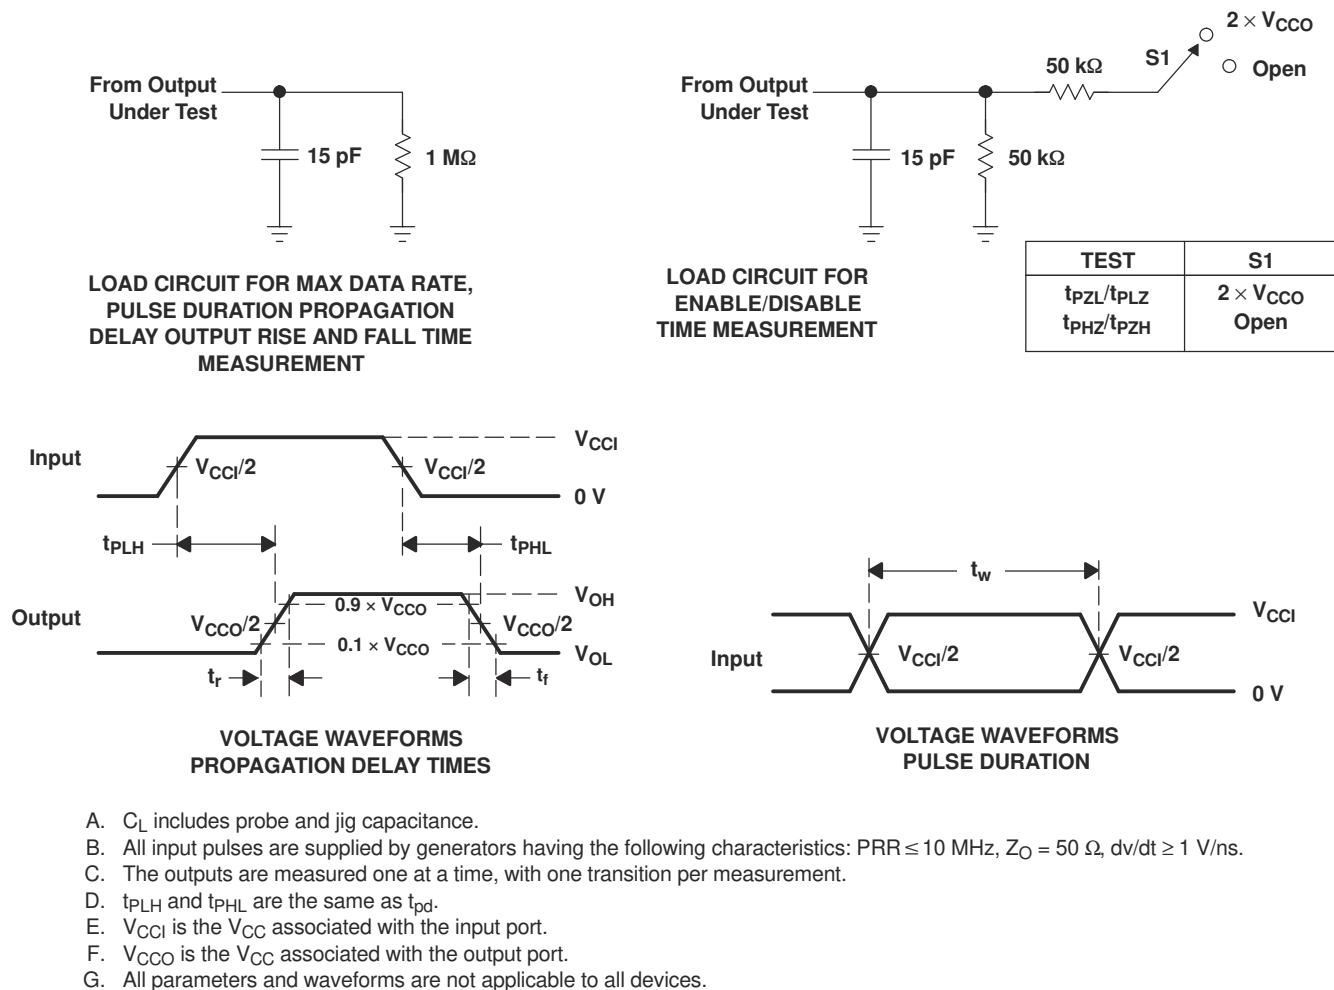 From Output
Under Test
15 pF
1 MΩ
LOAD CIRCUIT FOR MAX DATA RATE,
PULSE DURATION PROPAGATION
DELAY OUTPUT RISE AND FALL TIME
MEASUREMENT
2 × VCCO
S1
Open
50 kΩ
From Output
Under Test
15 pF
50 kΩ
LOAD CIRCUIT FOR
ENABLE/DISABLE
TIME MEASUREMENT
TEST S1
tPZL/tPLZ 2 × VCCO
tPHZ/tPZH Open
Input
VCCI/2
VCCI/2
VCCI
0 V
tPLH
tPHL
Output
VCCO/2
0.9 × VCCO
0.1 × VCCO
VCCO/2
VOH
VOL
tr
tf
VOLTAGE WAVEFORMS
PROPAGATION DELAY TIMES
tw
Input
VCCI/2
VCCI/2
VCCI
0 V
VOLTAGE WAVEFORMS
PULSE DURATION
A. CL includes probe and jig capacitance.
B. All input pulses are supplied by generators having the following characteristics: PRR ≤ 10 MHz, ZO = 50 Ω, dv/dt ≥ 1 V/ns.
C. The outputs are measured one at a time, with one transition per measurement.
D. tPLH and tPHL are the same as tpd.
E. VCCI is the VCC associated with the input port.
F. VCCO is the VCC associated with the output port.
G. All parameters and waveforms are not applicable to all devices.